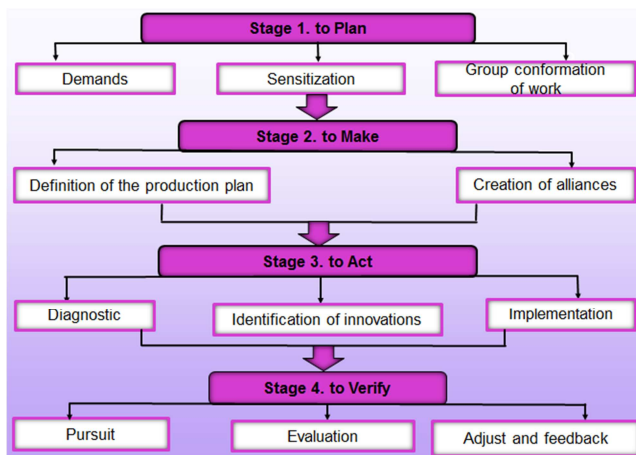 Stage 1. to Plan
Demands
Sensitization
Group conformation
of work
Stage 2. to Make
Definition of the production plan
Creation of alliances
Stage 3. to Act
Diagnostic
Identification of innovations
Implementation
Stage 4. to Verify
Pursuit
Evaluation
Adjust and feedback